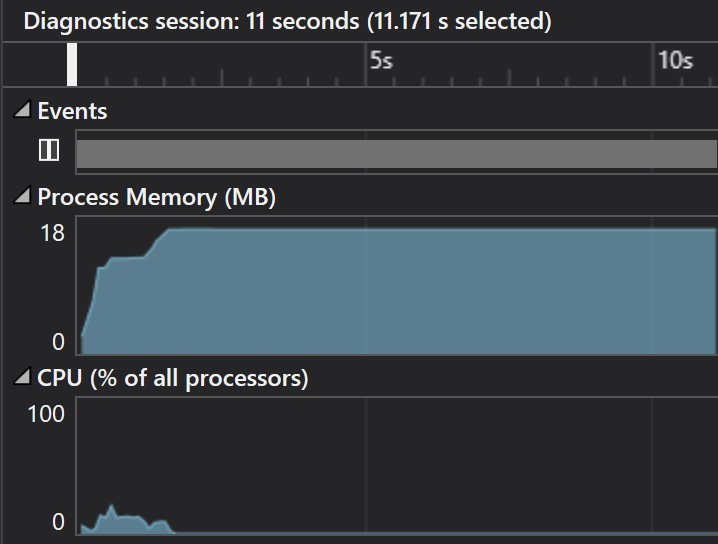 Diagnostics session: 11 seconds (11.171 s selected)
5s
10s
Events
Process Memory (MB)
18
0
CPU (% of all processors)
100
0